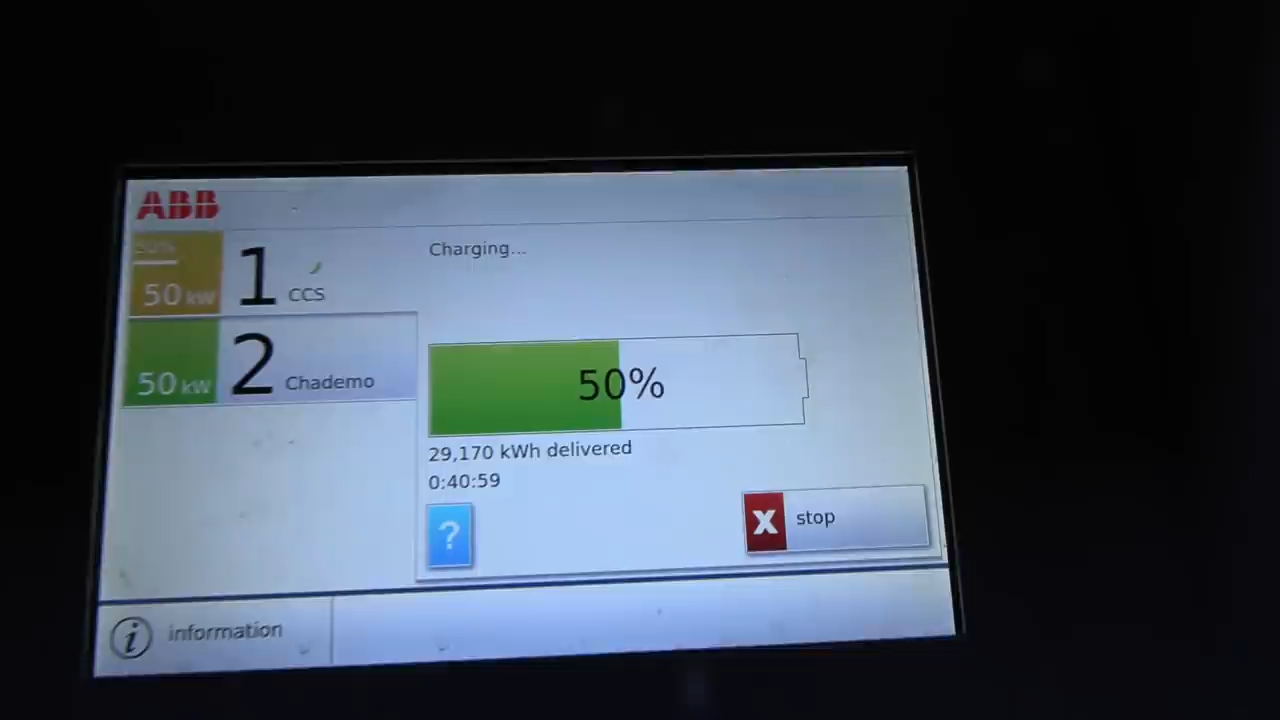 ABB
50%
50 kW
1
CCS
50 kW
2
Chademo
Charging...
50%
29,170 kWh delivered
0:40:59
?
X stop
i information